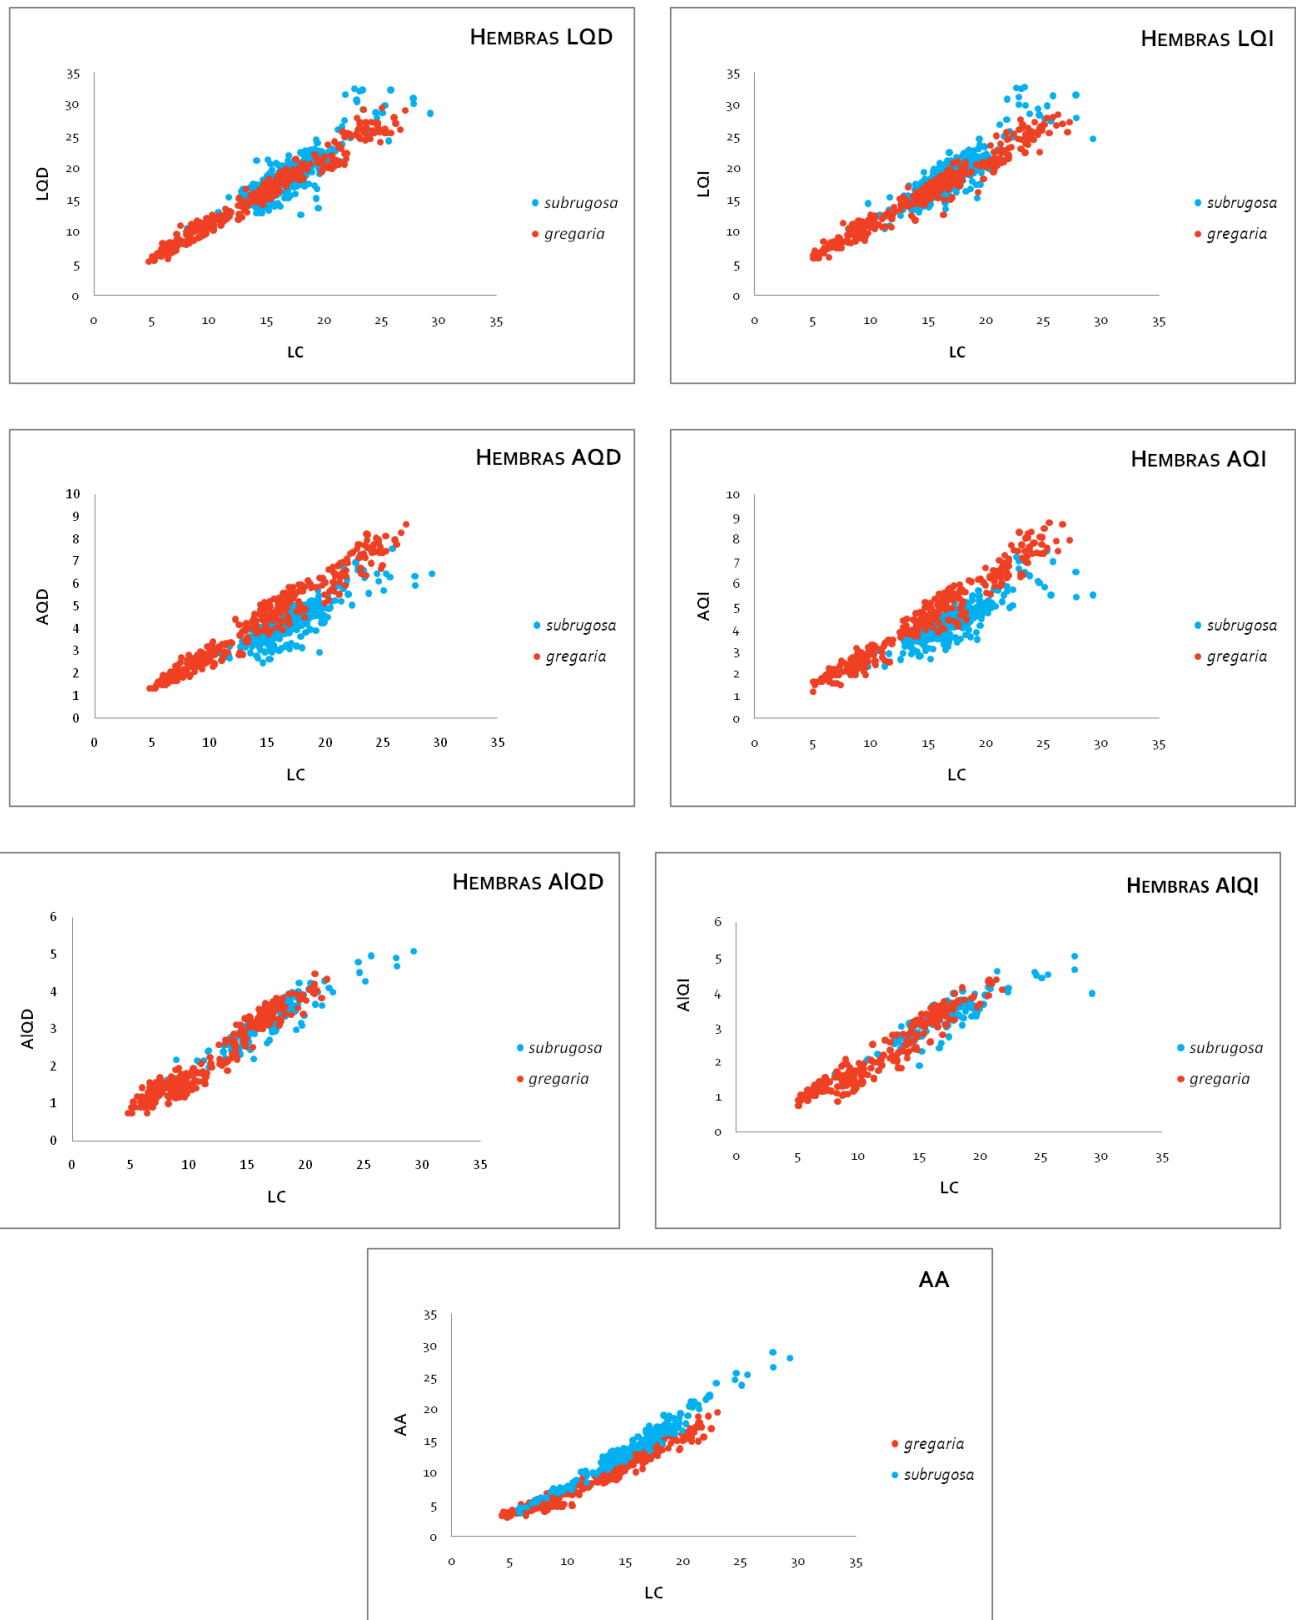 HEMBRAS LQD
35
30
25
20
15
10
5
0
LQD
0 5 10 15 20 25 30 35
LC
subrugosa
gregaria
HEMBRAS LQI
35
30
25
20
15
10
5
0
LQI
0 5 10 15 20 25 30 35
LC
subrugosa
gregaria
HEMBRAS AQD
10
9
8
7
6
5
4
3
2
1
0
AQD
0 5 10 15 20 25 30 35
LC
subrugosa
gregaria
HEMBRAS AQI
10
9
8
7
6
5
4
3
2
1
0
AQI
0 5 10 15 20 25 30 35
LC
subrugosa
gregaria
HEMBRAS AlQD
6
5
4
3
2
1
0
AlQD
0 5 10 15 20 25 30 35
LC
subrugosa
gregaria
HEMBRAS AlQI
6
5
4
3
2
1
0
AlQI
0 5 10 15 20 25 30 35
LC
subrugosa
gregaria
AA
35
30
25
20
15
10
5
0
AA
0 5 10 15 20 25 30 35
LC
gregaria
subrugosa